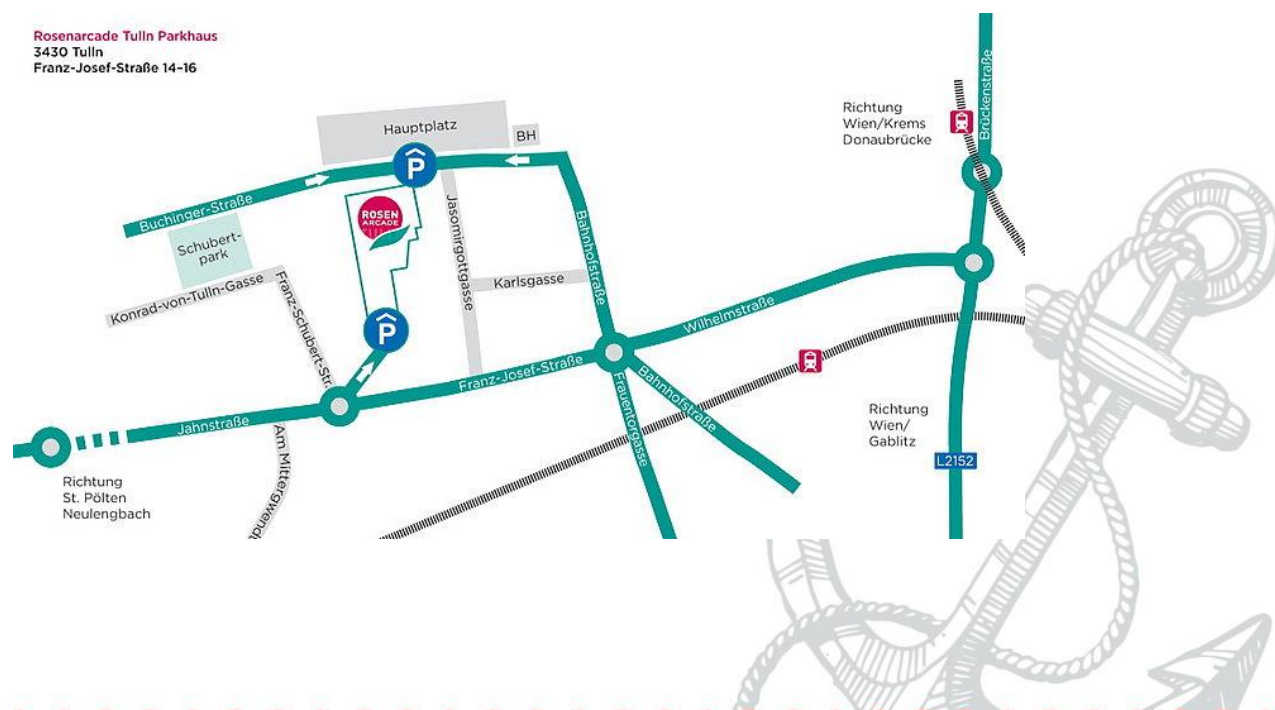 Rosenarcade Tulln Parkhaus
3430 Tulln
Franz-Josef-Straße 14-16
Hauptplatz
BH
P
Richtung
Wien/Krems
Donaubrücke
Brückenstraße
Buchinger-Straße
ROSEN
ARCADE
Jasomirgottgasse
Bahnhofstraße
Schubert-
park
Konrad-von-Tulln-Gasse
Franz-Schubert-Str.
Karlsgasse
P
Wilhelmstraße
Franz-Josef-Straße
Bahnhofstraße
Frauentorgasse
Jahnstraße
Am Mittergwende
Richtung
Wien/
Gablitz
L2152
Richtung
St. Pölten
Neulengbach